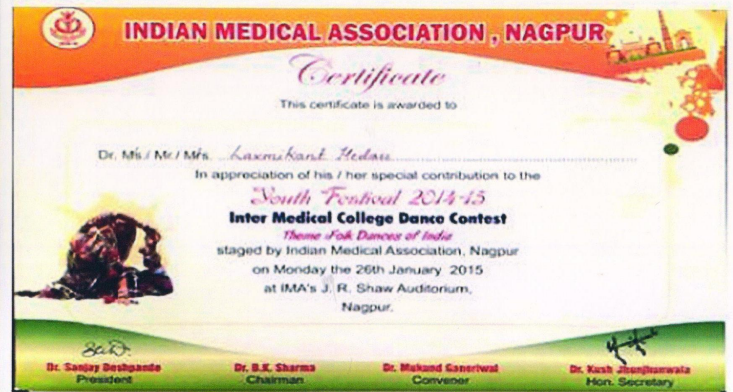 INDIAN MEDICAL ASSOCIATION , NAGPUR
Certificate
This certificate is awarded to
Dr. Ms./ Mr./ Mrs. Laxmikant
In appreciation of his / her special contribution to the
Youth Festival 2014-15
Inter Medical College Dance Contest
Theme :Folk Dances of India
staged by Indian Medical Association, Nagpur
on Monday the 26th January 2015
at IMA's J. R. Shaw Auditorium,
Nagpur.
Dr. Sanjay Deshpande
President
Dr. B.K. Sharma
Chairman
Dr. Mukund Ganeriwal
Convener
Dr. Kush Jhunjhunwala
Hon. Secretary